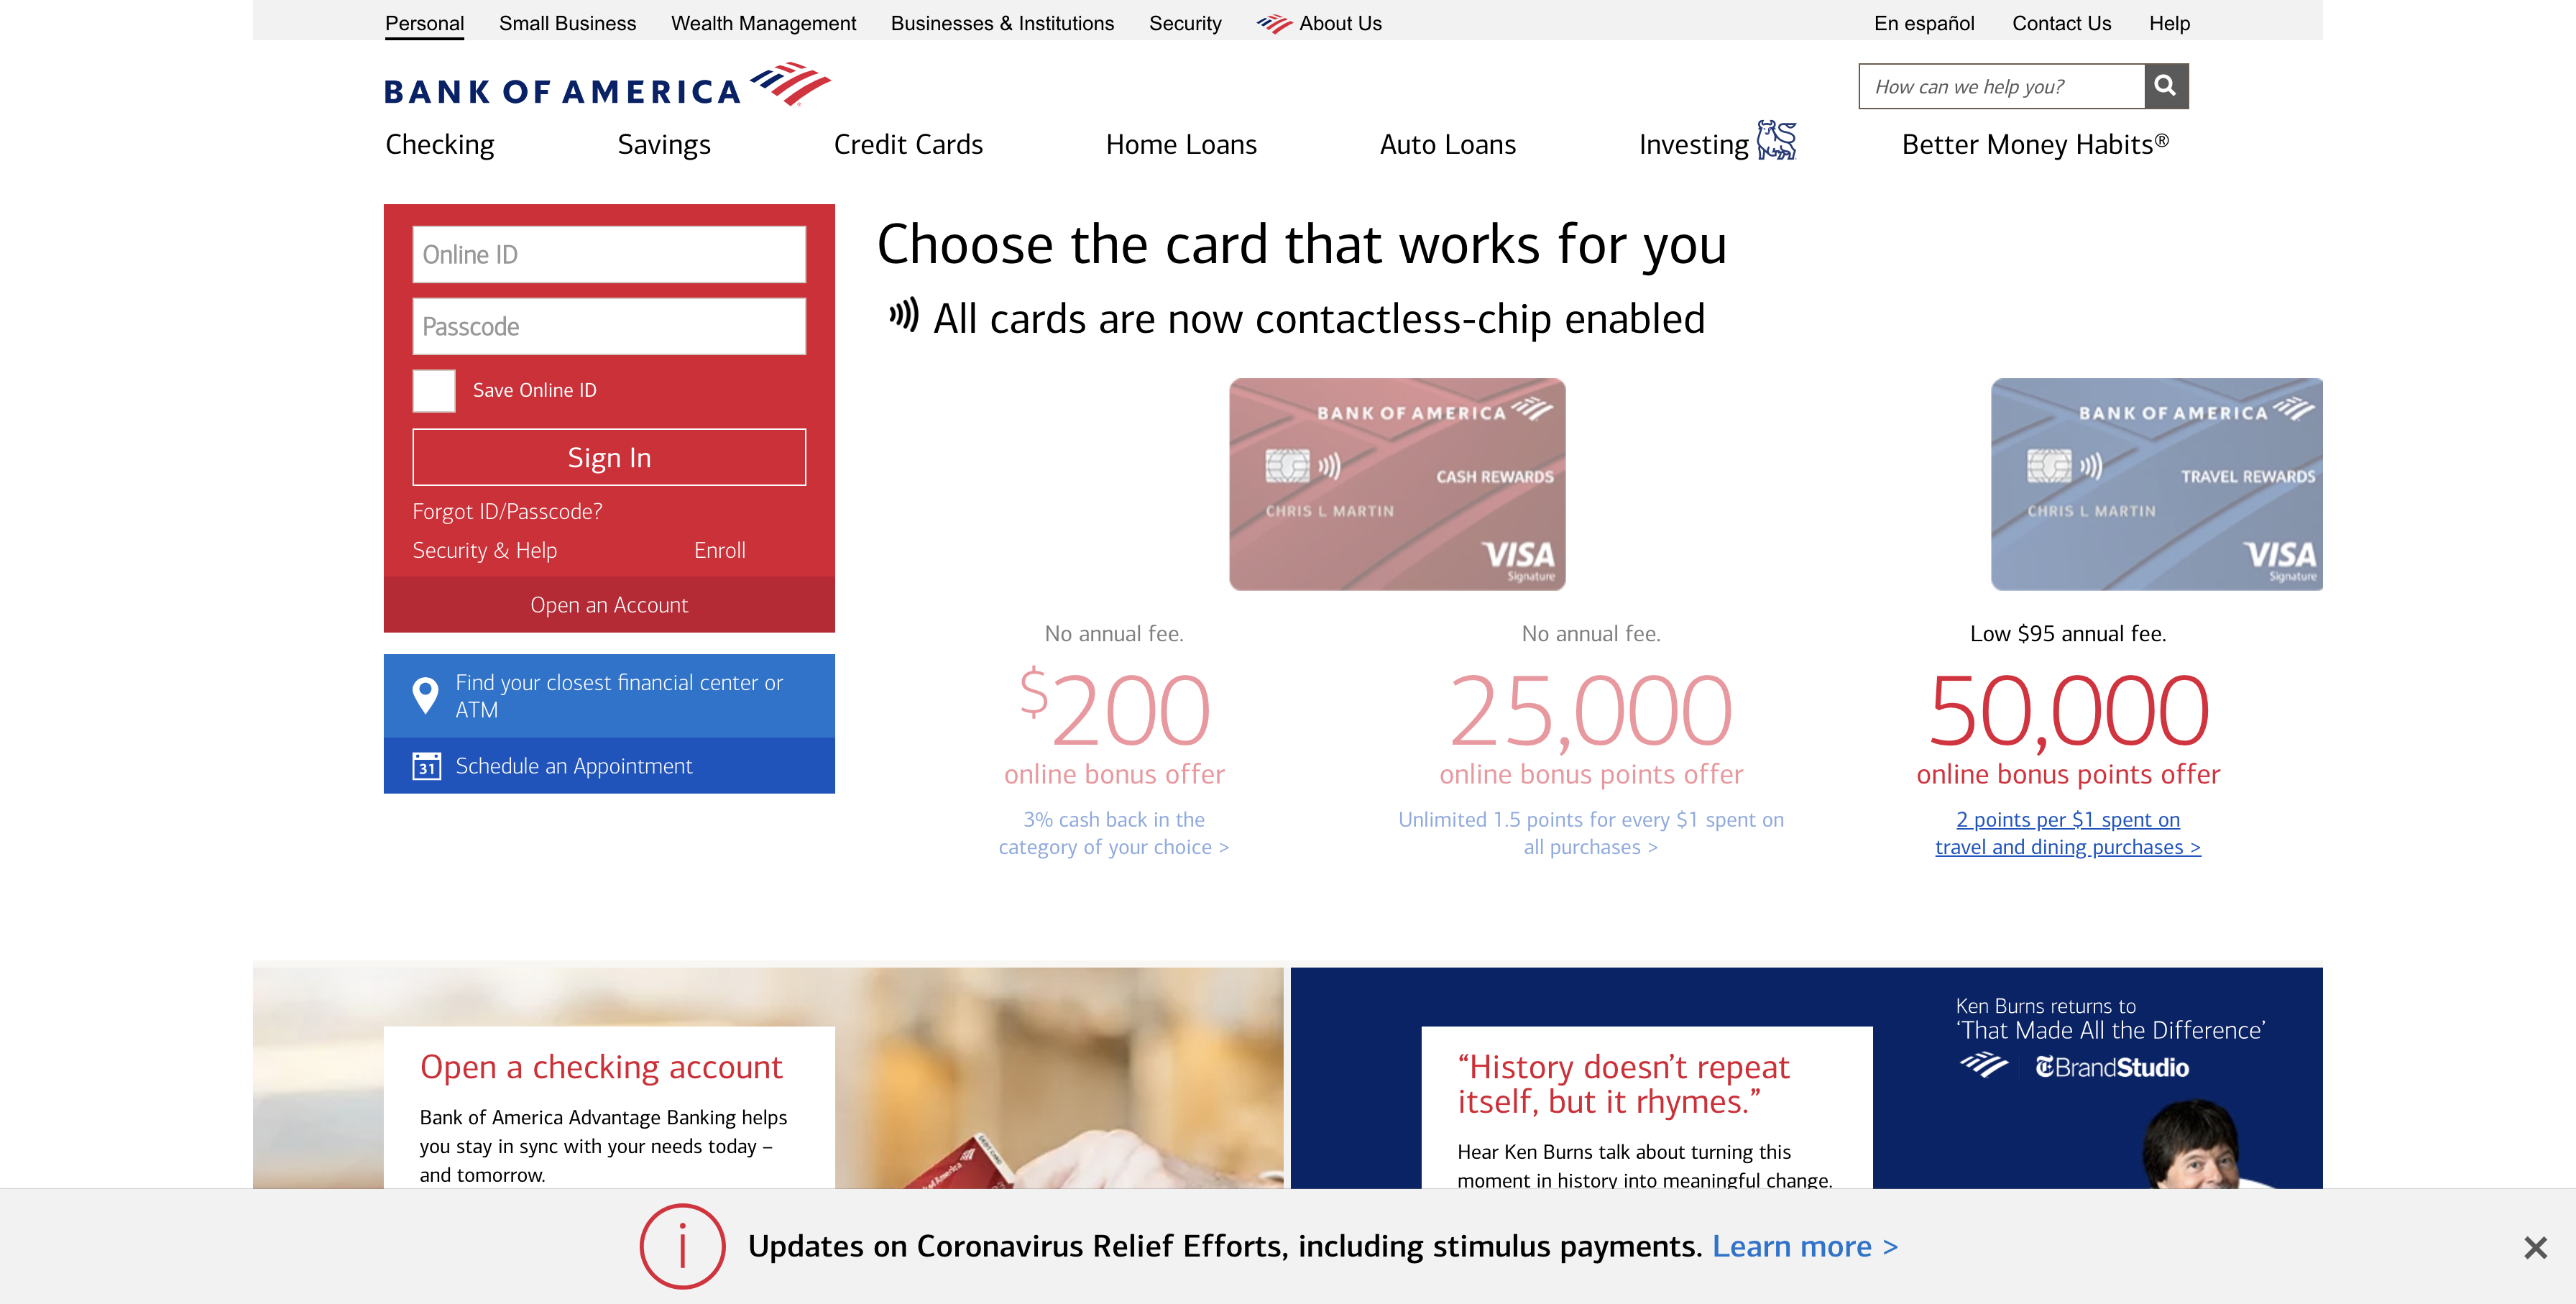 Personal
Small Business
Wealth Management
Businesses & Institutions
Security
About Us
En español
Contact Us
Help
BANK OF AMERICA
How can we help you?
Checking
Savings
Credit Cards
Home Loans
Auto Loans
Investing
Better Money Habits®
Online ID
Passcode
Save Online ID
Sign In
Forgot ID/Passcode?
Security & Help
Enroll
Open an Account
Find your closest financial center or
ATM
31
Schedule an Appointment
Choose the card that works for you
All cards are now contactless-chip enabled
BANK OF AMERICA
CASH REWARDS
CHRIS L MARTIN
VISA
Signature
BANK OF AMERICA
TRAVEL REWARDS
CHRIS L MARTIN
VISA
Signature
No annual fee.
$200
online bonus offer
3% cash back in the
category of your choice >
No annual fee.
25,000
online bonus points offer
Unlimited 1.5 points for every $1 spent on
all purchases >
Low $95 annual fee.
50,000
online bonus points offer
2 points per $1 spent on
travel and dining purchases >
Open a checking account
Bank of America Advantage Banking helps
you stay in sync with your needs today –
and tomorrow.
“History doesn’t repeat
itself, but it rhymes.”
Hear Ken Burns talk about turning this
moment in history into meaningful change.
Ken Burns returns to
‘That Made All the Difference’
T BrandStudio
Updates on Coronavirus Relief Efforts, including stimulus payments. Learn more >